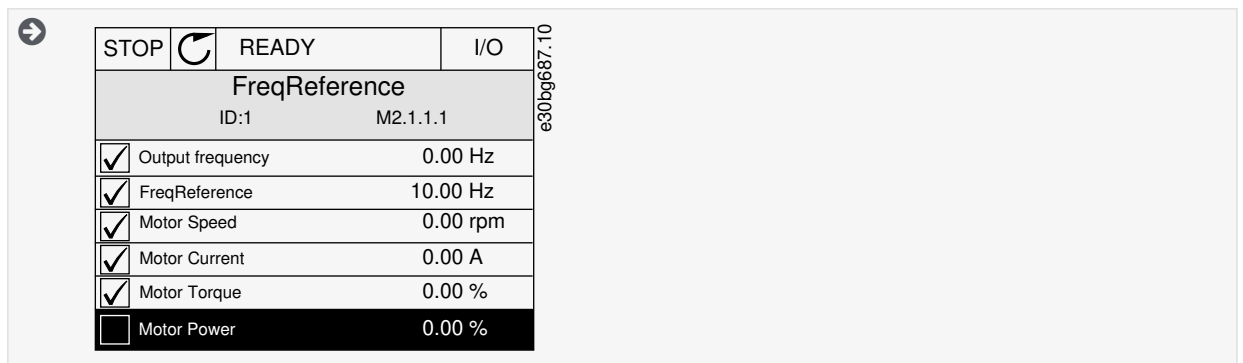 STOP READY I/O
FreqReference
ID:1 M2.1.1.1
Output frequency 0.00 Hz
FreqReference 10.00 Hz
Motor Speed 0.00 rpm
Motor Current 0.00 A
Motor Torque 0.00 %
Motor Power 0.00 %
e30bg687.10